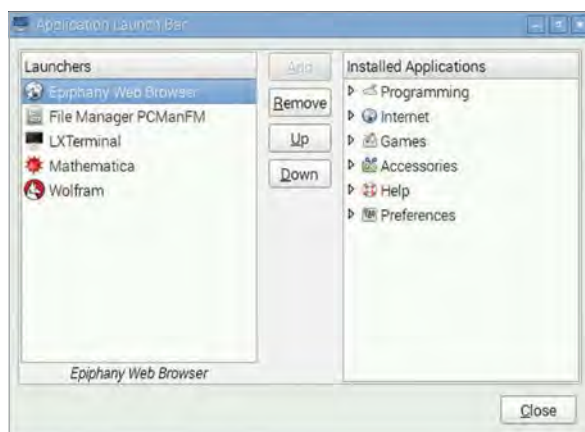 Application Launch Bar
Launchers
Epiphany Web Browser
File Manager PCManFM
LXTerminal
Mathematica
Wolfram
Epiphany Web Browser
Add
Remove
Up
Down
Installed Applications
Programming
Internet
Games
Accessories
Help
Preferences
Close